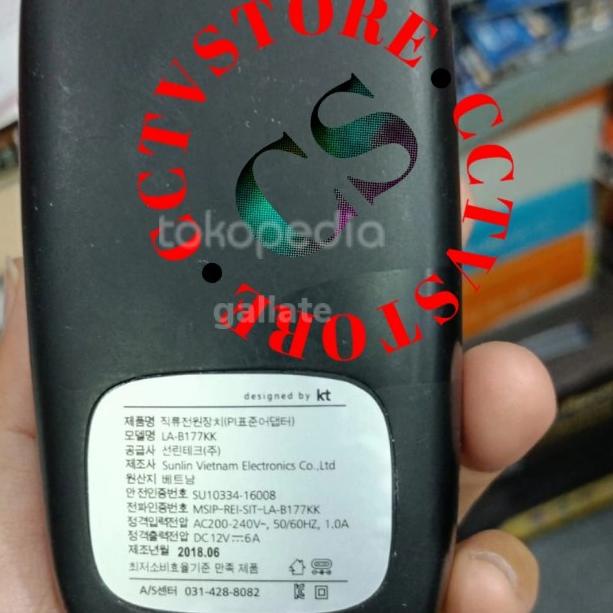 CCTVSTORE
CCTVSTORE
CS
tokopedia
gallate
designed by kt
제품명 직류전원장치(PI표준어댑터)
모델명 LA-B177KK
공급사 선린테크(주)
제조사 Sunlin Vietnam Electronics Co.,Ltd
원산지 베트남
안전인증번호 SU10334-16008
전파인증번호 MSIP-REI-SIT-LA-B177KK
정격입력전압 AC200-240V~, 50/60HZ, 1.0A
정격출력전압 DC12V⎓6A
제조년월 2018.06
최저소비효율기준 만족 제품
A/S센터 031-428-8082